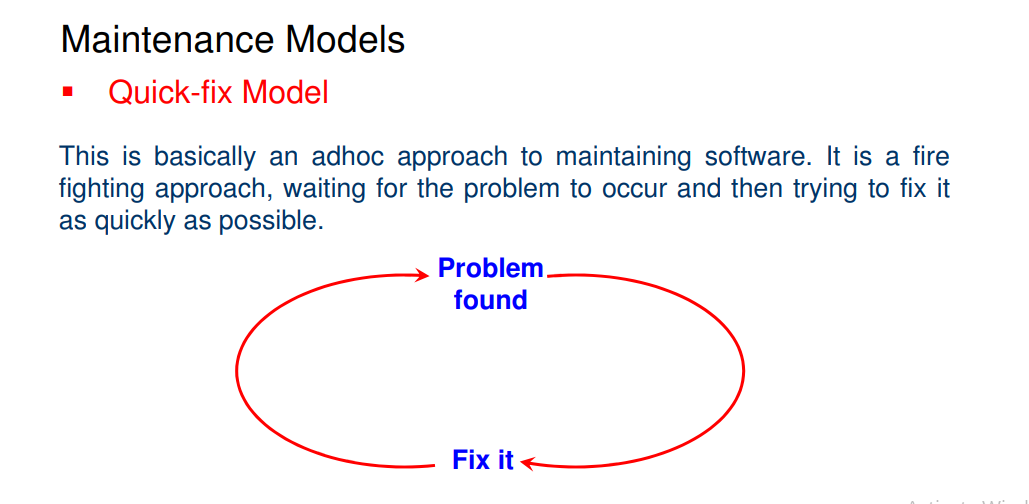 Maintenance Models
▪ Quick-fix Model
This is basically an adhoc approach to maintaining software. It is a fire
fighting approach, waiting for the problem to occur and then trying to fix it
as quickly as possible.
Problem
found
Fix it